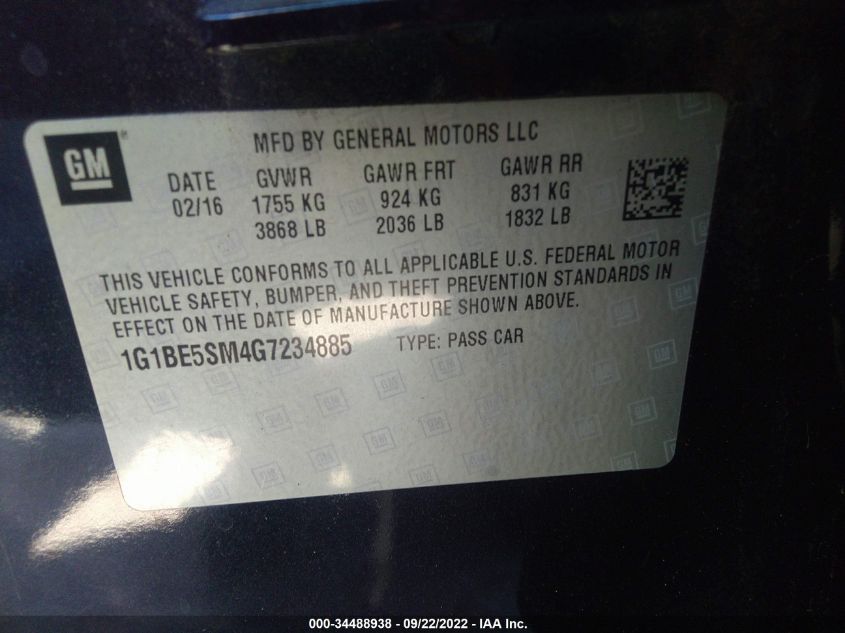 GM
MFD BY GENERAL MOTORS LLC
DATE GVWR GAWR FRT GAWR RR
02/16 1755 KG 924 KG 831 KG
3868 LB 2036 LB 1832 LB
THIS VEHICLE CONFORMS TO ALL APPLICABLE U.S. FEDERAL MOTOR
VEHICLE SAFETY, BUMPER, AND THEFT PREVENTION STANDARDS IN
EFFECT ON THE DATE OF MANUFACTURE SHOWN ABOVE.
1G1BE5SM4G7234885 TYPE: PASS CAR
000-34488938 - 09/22/2022 - IAA Inc.